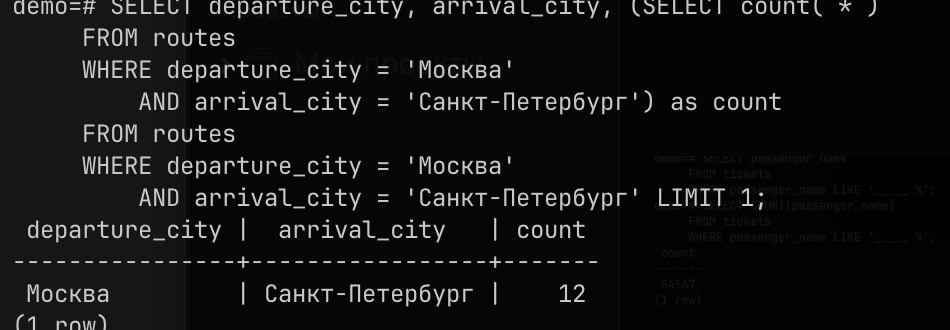 demo=# SELECT departure_city, arrival_city, (SELECT count( * )
FROM routes
WHERE departure_city = 'Москва'
AND arrival_city = 'Санкт-Петербург') as count
FROM routes
WHERE departure_city = 'Москва'
AND arrival_city = 'Санкт-Петербург' LIMIT 1;
departure_city | arrival_city | count
----------------+-----------------+-------
Москва | Санкт-Петербург | 12
(1 row)
demo=# SELECT passenger_name
FROM tickets
passenger_name LIKE '_____ %';
SELECT COUNT(passenger_name)
FROM tickets
WHERE passenger_name LIKE '_____ %';
count
-------
54567
(1 row)